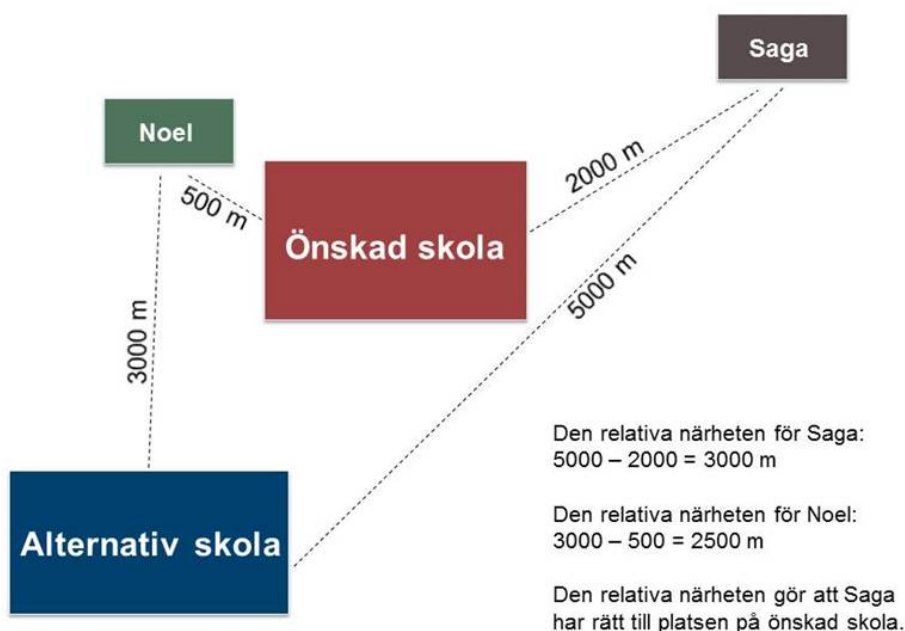 Saga
Noel
2000 m
500 m
Önskad skola
5000 m
3000 m
Den relativa närheten för Saga:
5000 – 2000 = 3000 m
Alternativ skola
Den relativa närheten för Noel:
3000 – 500 = 2500 m
Den relativa närheten gör att Saga
har rätt till platsen på önskad skola.